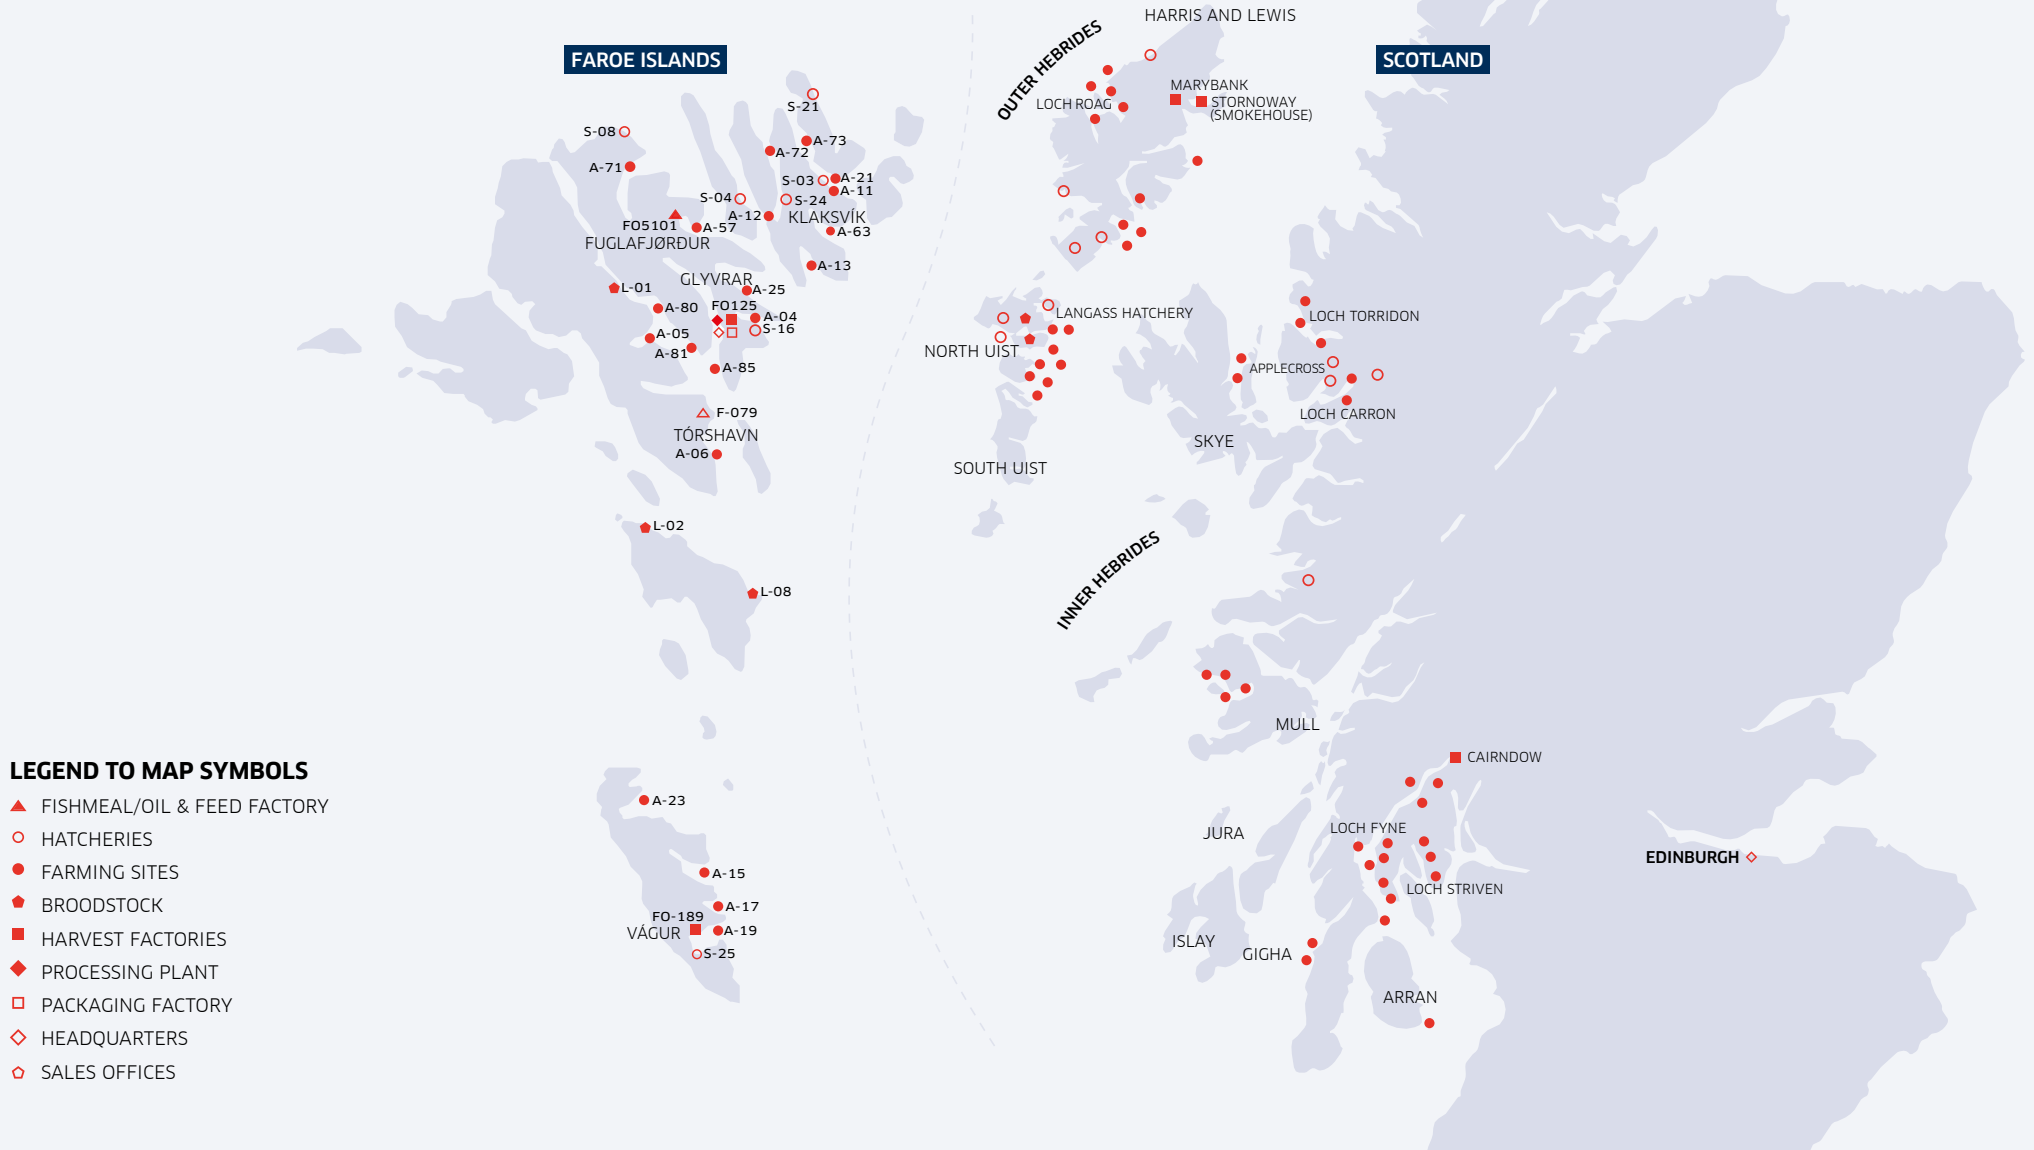 FAROE ISLANDS
S-21
S-08
A-73
A-72
A-71
S-03
A-21
A-11
S-04
S-24
A-12
KLAKSVÍK
FO5101
A-57
A-63
FUGLAFJØRÐUR
A-13
GLYVRAR
L-01
A-25
FO125
A-80
A-04
S-16
A-05
A-81
A-85
F-079
TÓRSHAVN
A-06
L-02
L-08
A-23
A-15
A-17
FO-189
VÁGUR
A-19
S-25
OUTER HEBRIDES
HARRIS AND LEWIS
SCOTLAND
MARYBANK
LOCH ROAG
STORNOWAY
(SMOKEHOUSE)
LANGASS HATCHERY
NORTH UIST
SOUTH UIST
LOCH TORRIDON
APPLECROSS
LOCH CARRON
SKYE
INNER HEBRIDES
MULL
CAIRNDOW
JURA
LOCH FYNE
EDINBURGH
LOCH STRIVEN
ISLAY
GIGHA
ARRAN
LEGEND TO MAP SYMBOLS
FISHMEAL/OIL & FEED FACTORY
HATCHERIES
FARMING SITES
BROODSTOCK
HARVEST FACTORIES
PROCESSING PLANT
PACKAGING FACTORY
HEADQUARTERS
SALES OFFICES